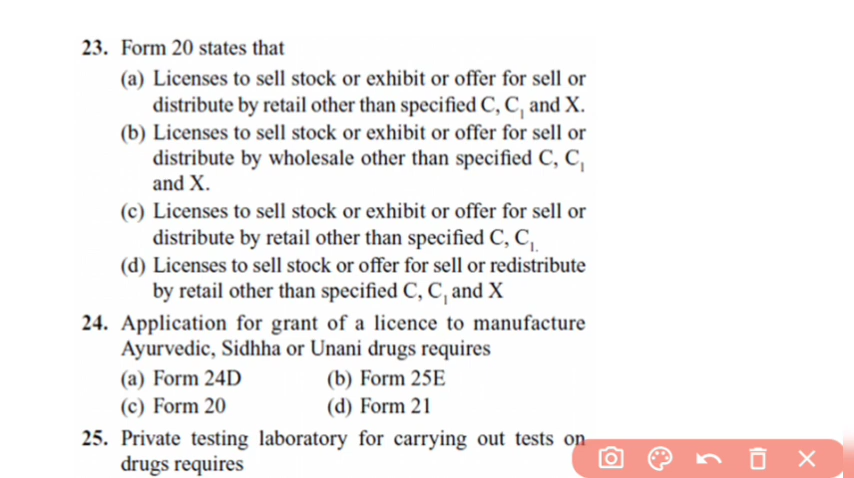 23. Form 20 states that
(a) Licenses to sell stock or exhibit or offer for sell or
distribute by retail other than specified C, C₁ and X.
(b) Licenses to sell stock or exhibit or offer for sell or
distribute by wholesale other than specified C, C₁
and X.
(c) Licenses to sell stock or exhibit or offer for sell or
distribute by retail other than specified C, C₁.
(d) Licenses to sell stock or offer for sell or redistribute
by retail other than specified C, C₁ and X
24. Application for grant of a licence to manufacture
Ayurvedic, Sidhha or Unani drugs requires
(a) Form 24D (b) Form 25E
(c) Form 20 (d) Form 21
25. Private testing laboratory for carrying out tests on
drugs requires